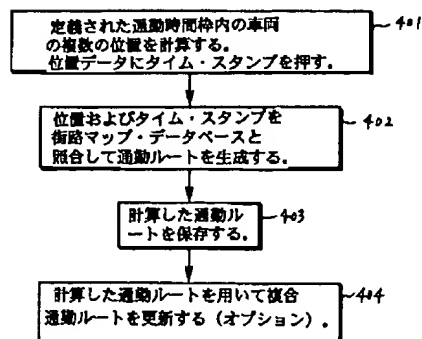 定義された通勤時間枠内の車両
の複数の位置を計算する。
位置データにタイム・スタンプを押す。
401
位置およびタイム・スタンプを
街路マップ・データベースと
照合して通勤ルートを生成する。
402
計算した通勤ル
ートを保存する。
403
計算した通勤ルートを用いて複合
通勤ルートを更新する（オプション）。
404